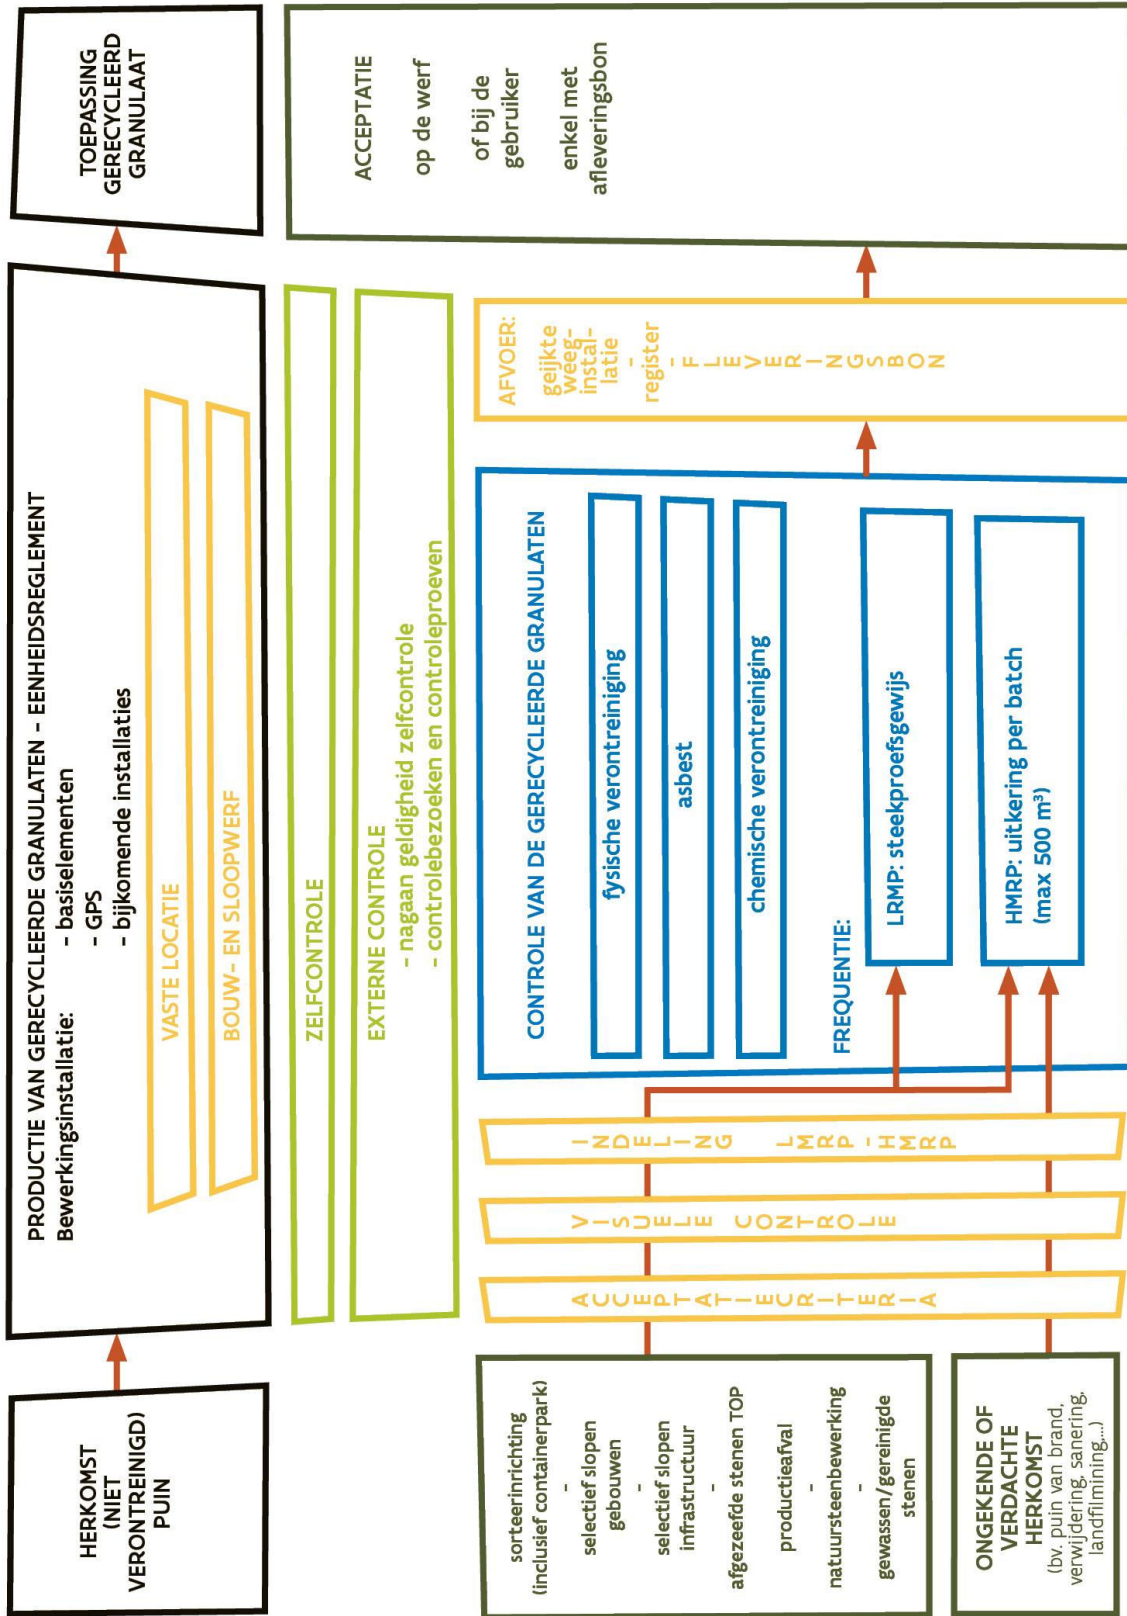 HERKOMST
(NIET
VERONTREINIGD)
PUIN
PRODUCTIE VAN GERECYCLEERDE GRANULATEN - EENHEIDSREGLEMENT
Bewerkingsinstallatie: - basiselementen
- GPS
- bijkomende installaties
VASTE LOCATIE
BOUW- EN SLOOPWERF
TOEPASSING
GERECYCLEERD
GRANULAAT
ZELFCONTROLE
EXTERNE CONTROLE
- nagaan geldigheid zelfcontrole
- controlebezoeken en controleproeven
sorteerinrichting
(inclusief containerpark)
-
selectief slopen
gebouwen
-
selectief slopen
infrastructuur
-
afgezeefde stenen TOP
-
productieafval
-
natuursteenbewerking
-
gewassen/gereinigde
stenen
ONGEKENDE OF
VERDACHTE
HERKOMST
(bv. puin van brand,
verwijdering, sanering,
landfilmining,...)
ACCEPTATIECRITERIA
VISUELE CONTROLE
INDELING LMRP-HMRP
CONTROLE VAN DE GERECYCLEERDE GRANULATEN
fysische verontreiniging
asbest
chemische verontreiniging
FREQUENTIE:
LRMP: steekproefsgewijs
HMRP: uitkering per batch
(max 500 m³)
AFVOER:
geijkte
weeg-
instal-
latie
-
register
-
FLEVERINGSBON
ACCEPTATIE
op de werf
of bij de
gebruiker
enkel met
afleveringsbon